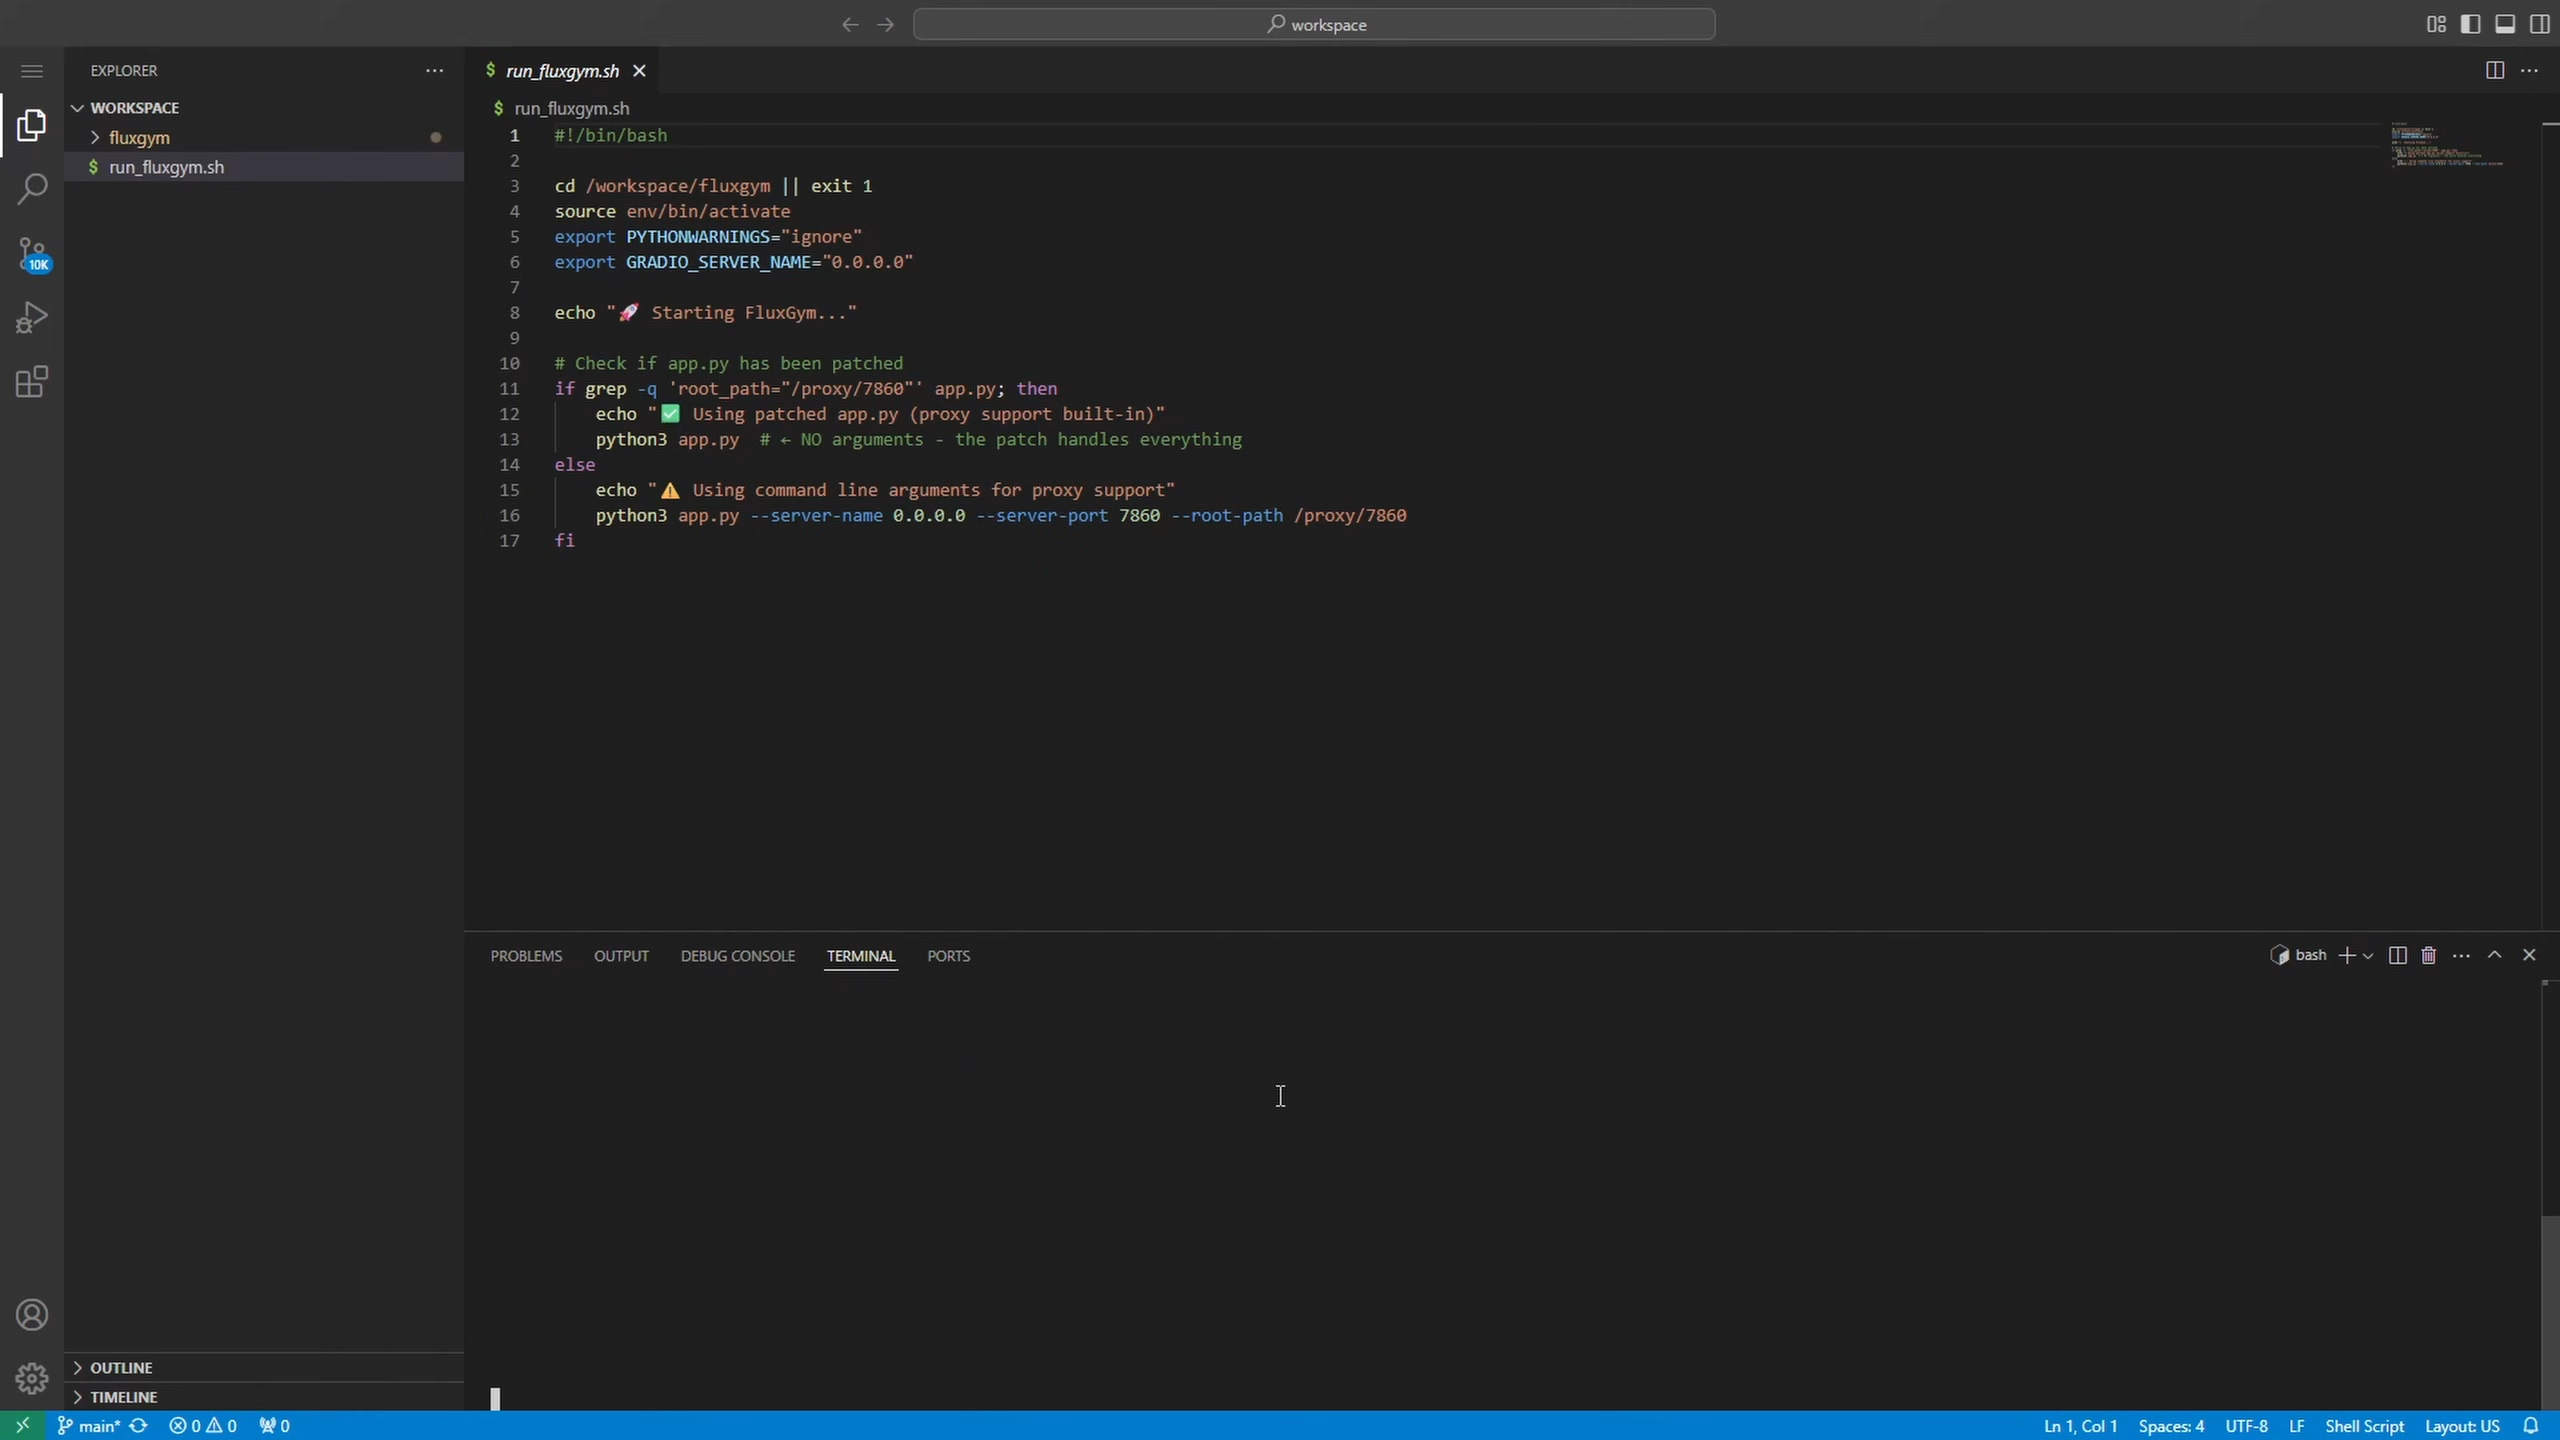 workspace
EXPLORER
WORKSPACE
fluxgym
$ run_fluxgym.sh
10K
OUTLINE
TIMELINE
$ run_fluxgym.sh
$ run_fluxgym.sh
1 #!/bin/bash
2
3 cd /workspace/fluxgym || exit 1
4 source env/bin/activate
5 export PYTHONWARNINGS="ignore"
6 export GRADIO_SERVER_NAME="0.0.0.0"
7
8 echo "🚀 Starting FluxGym..."
9
10 # Check if app.py has been patched
11 if grep -q 'root_path="/proxy/7860"' app.py; then
12     echo "✅ Using patched app.py (proxy support built-in)"
13     python3 app.py  # ← NO arguments - the patch handles everything
14 else
15     echo "⚠️ Using command line arguments for proxy support"
16     python3 app.py --server-name 0.0.0.0 --server-port 7860 --root-path /proxy/7860
17 fi
PROBLEMS OUTPUT DEBUG CONSOLE TERMINAL PORTS
bash
main* 0 0 0 Ln 1, Col 1 Spaces: 4 UTF-8 LF Shell Script Layout: US